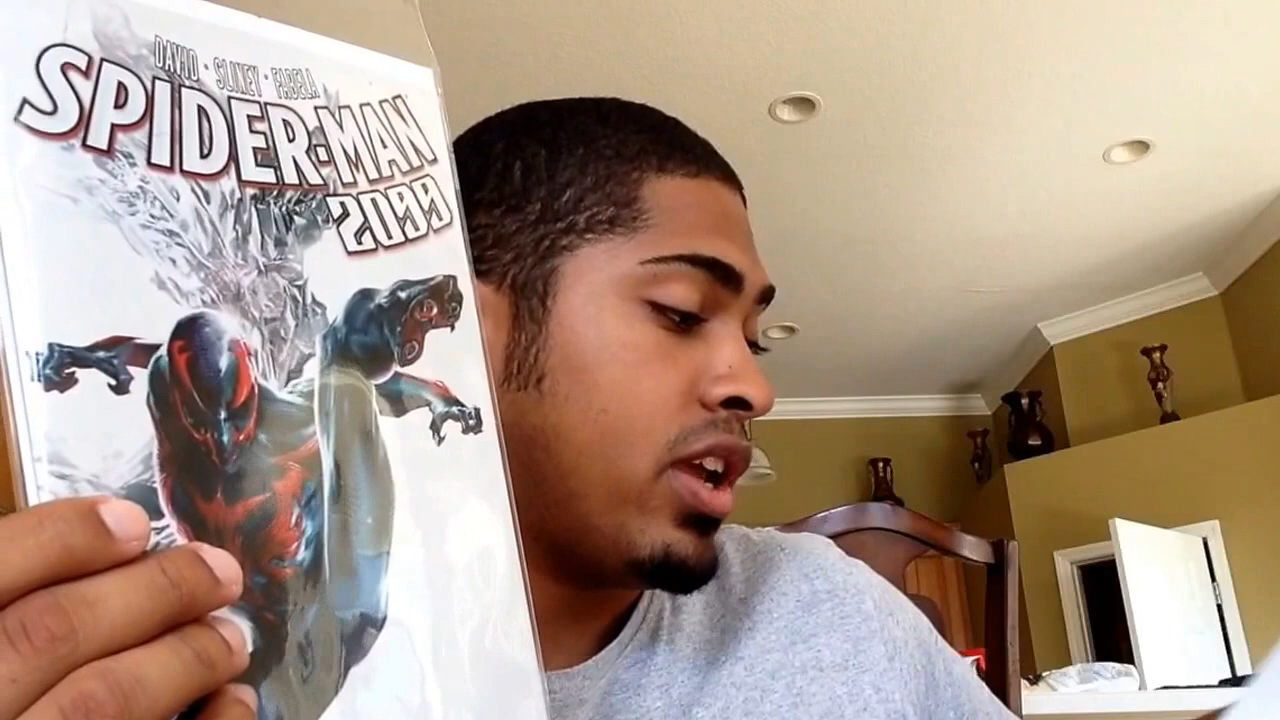 DAVID • SLINEY • FABELA
SPIDER-MAN
2099